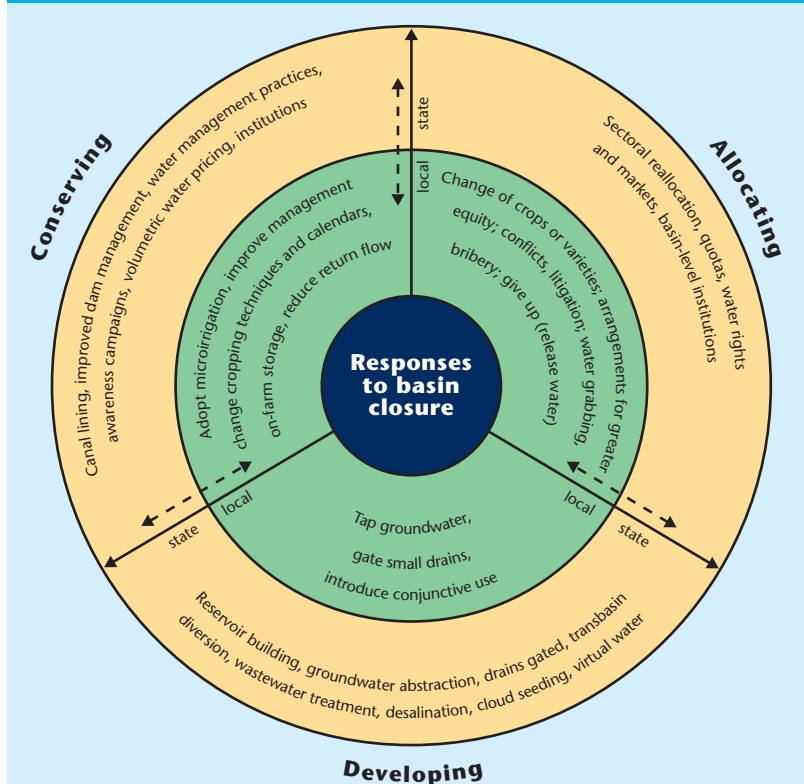 Conserving
Canal lining, improved dam management, water management practices,
awareness campaigns, volumetric water pricing, institutions
Adopt microirrigation, improve management
change cropping techniques and calendars,
on-farm storage, reduce return flow
state
local
Allocating
Sectoral reallocation, quotas, water rights
and markets, basin-level institutions
Change of crops or varieties; arrangements for greater
equity; conflicts, litigation; water grabbing,
bribery; give up (release water)
Responses
to basin
closure
state
local
local
state
Tap groundwater,
gate small drains,
introduce conjunctive use
Reservoir building, groundwater abstraction, drains gated, transbasin
diversion, wastewater treatment, desalination, cloud seeding, virtual water
Developing